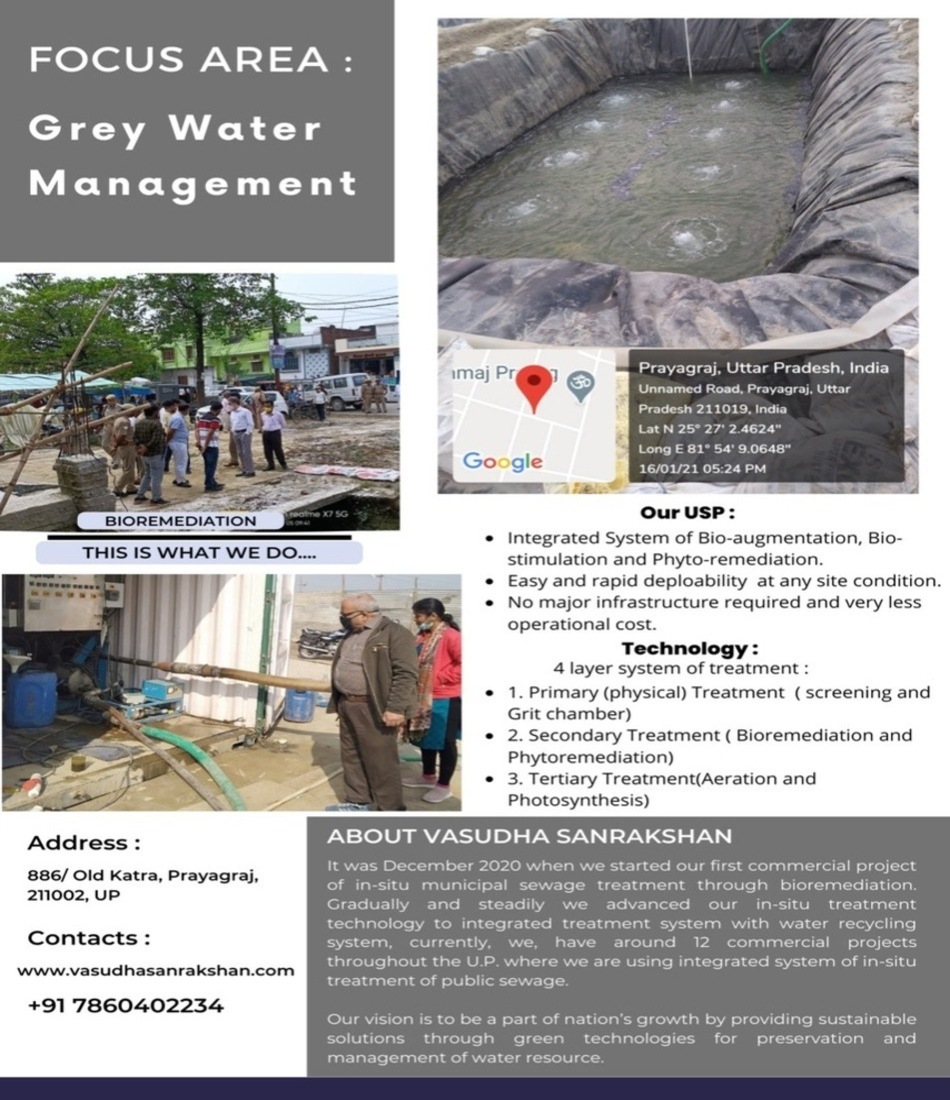 FOCUS AREA :
Grey Water
Management
BIOREMEDIATION
realme X7 5G
THIS IS WHAT WE DO....
Google
Prayagraj, Uttar Pradesh, India
Unnamed Road, Prayagraj, Uttar
Pradesh 211019, India
Lat N 25° 27' 2.4624"
Long E 81° 54' 9.0648"
16/01/21 05:24 PM
Our USP :
• Integrated System of Bio-augmentation, Bio-
stimulation and Phyto-remediation.
• Easy and rapid deploability at any site condition.
• No major infrastructure required and very less
operational cost.
Technology :
4 layer system of treatment :
• 1. Primary (physical) Treatment ( screening and
Grit chamber)
• 2. Secondary Treatment ( Bioremediation and
Phytoremediation)
• 3. Tertiary Treatment(Aeration and
Photosynthesis)
Address :
886/ Old Katra, Prayagraj,
211002, UP
Contacts :
www.vasudhasanrakshan.com
+91 7860402234
ABOUT VASUDHA SANRAKSHAN
It was December 2020 when we started our first commercial project
of in-situ municipal sewage treatment through bioremediation.
Gradually and steadily we advanced our in-situ treatment
technology to integrated treatment system with water recycling
system, currently, we, have around 12 commercial projects
throughout the U.P. where we are using integrated system of in-situ
treatment of public sewage.
Our vision is to be a part of nation's growth by providing sustainable
solutions through green technologies for preservation and
management of water resource.